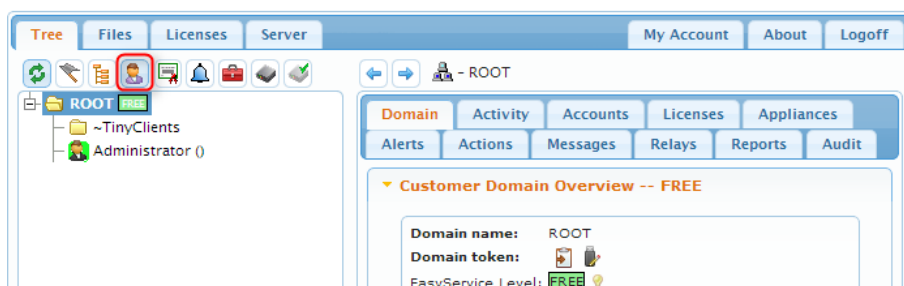 Tree Files Licenses Server My Account About Logoff
- ROOT
ROOT FREE
~TinyClients
Administrator ()
Domain Activity Accounts Licenses Appliances
Alerts Actions Messages Relays Reports Audit
Customer Domain Overview -- FREE
Domain name: ROOT
Domain token:
EasyService Level: FREE